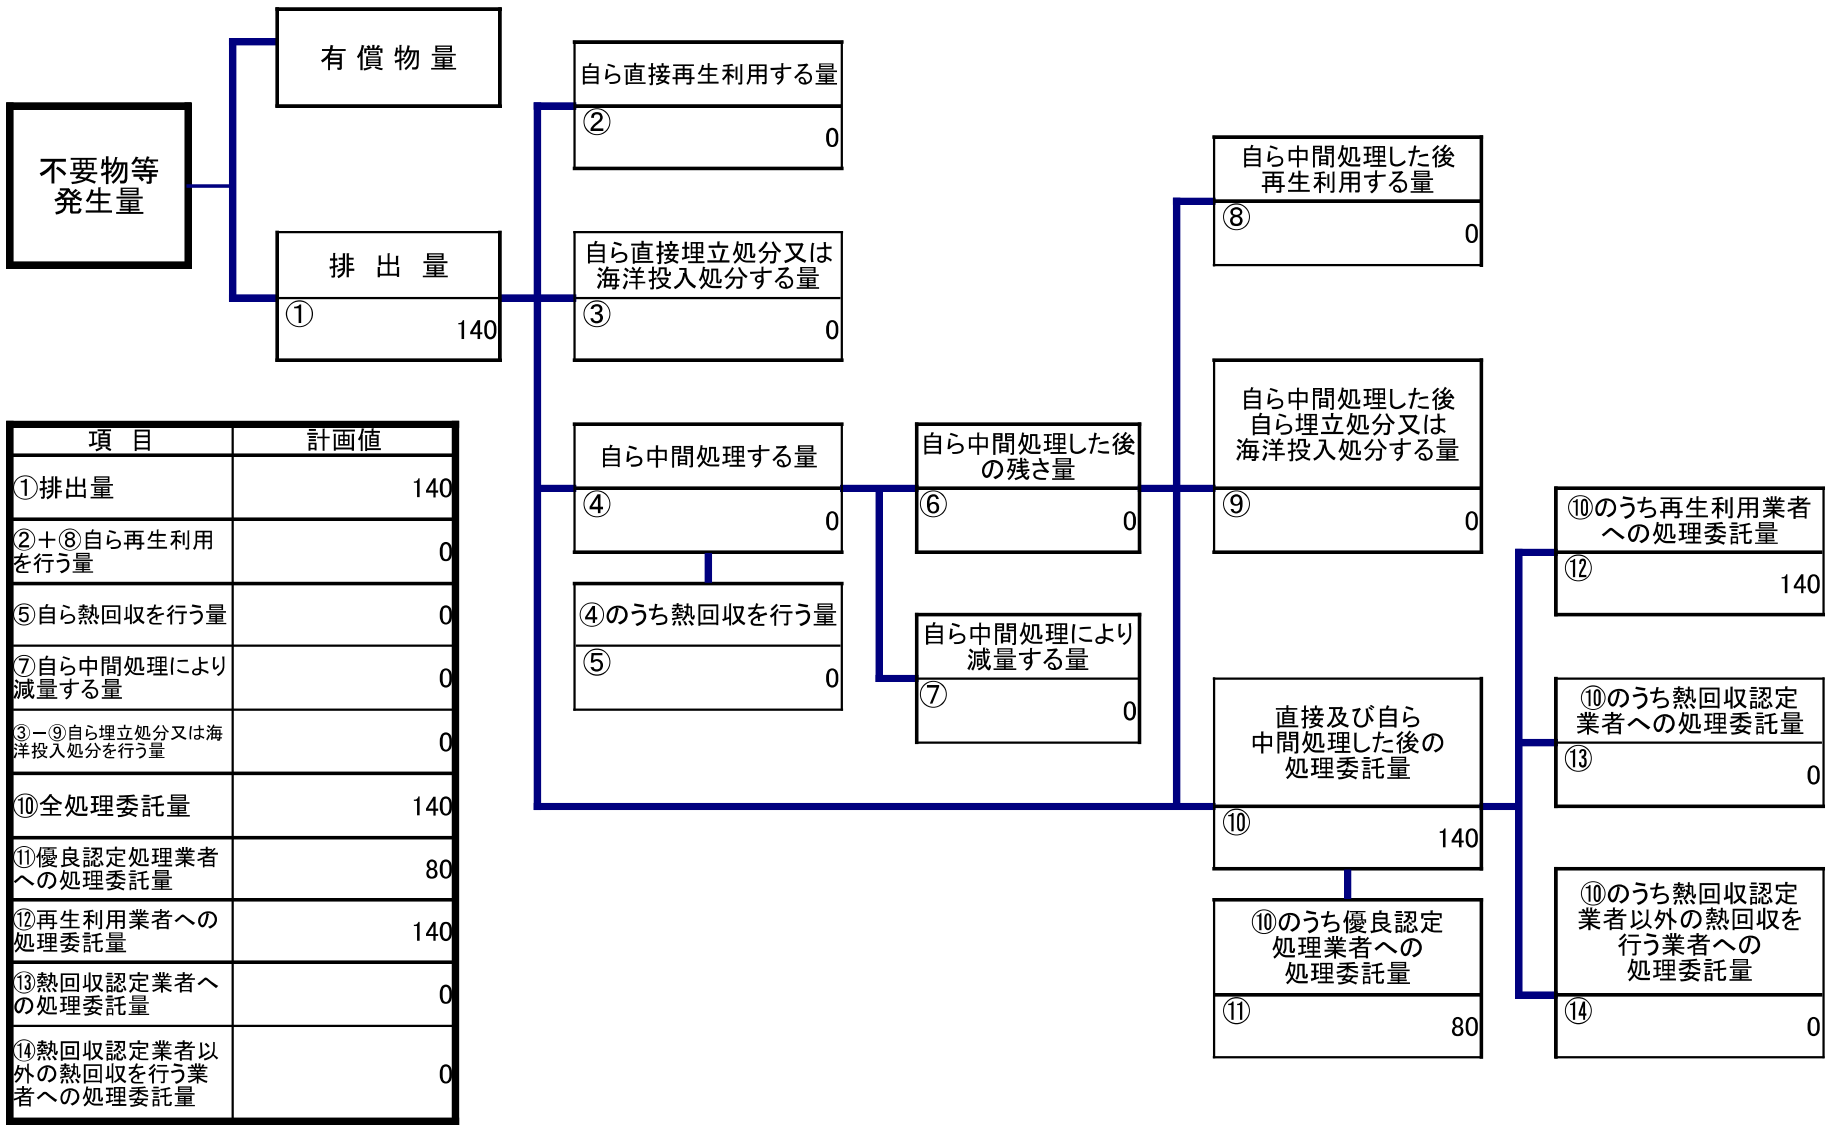 有 償 物 量
不要物等
発生量
排 出 量
①
140
自ら直接再生利用する量
②
0
自ら直接埋立処分又は
海洋投入処分する量
③
0
自ら中間処理する量
④
0
④のうち熱回収を行う量
⑤
0
自ら中間処理した後
の残さ量
⑥
0
自ら中間処理により
減量する量
⑦
0
自ら中間処理した後
再生利用する量
⑧
0
自ら中間処理した後
自ら埋立処分又は
海洋投入処分する量
⑨
0
直接及び自ら
中間処理した後の
処理委託量
⑩
140
⑩のうち優良認定
処理業者への
処理委託量
⑪
80
⑩のうち再生利用業者
への処理委託量
⑫
140
⑩のうち熱回収認定
業者への処理委託量
⑬
0
⑩のうち熱回収認定
業者以外の熱回収を
行う業者への
処理委託量
⑭
0
項 目 計画値
①排出量 140
②＋⑧自ら再生利用
を行う量
0
⑤自ら熱回収を行う量 0
⑦自ら中間処理により
減量する量
0
③－⑨自ら埋立処分又は海
洋投入処分を行う量
0
⑩全処理委託量 140
⑪優良認定処理業者
への処理委託量
80
⑫再生利用業者への
処理委託量
140
⑬熱回収認定業者へ
の処理委託量
0
⑭熱回収認定業者以
外の熱回収を行う業
者への処理委託量
0